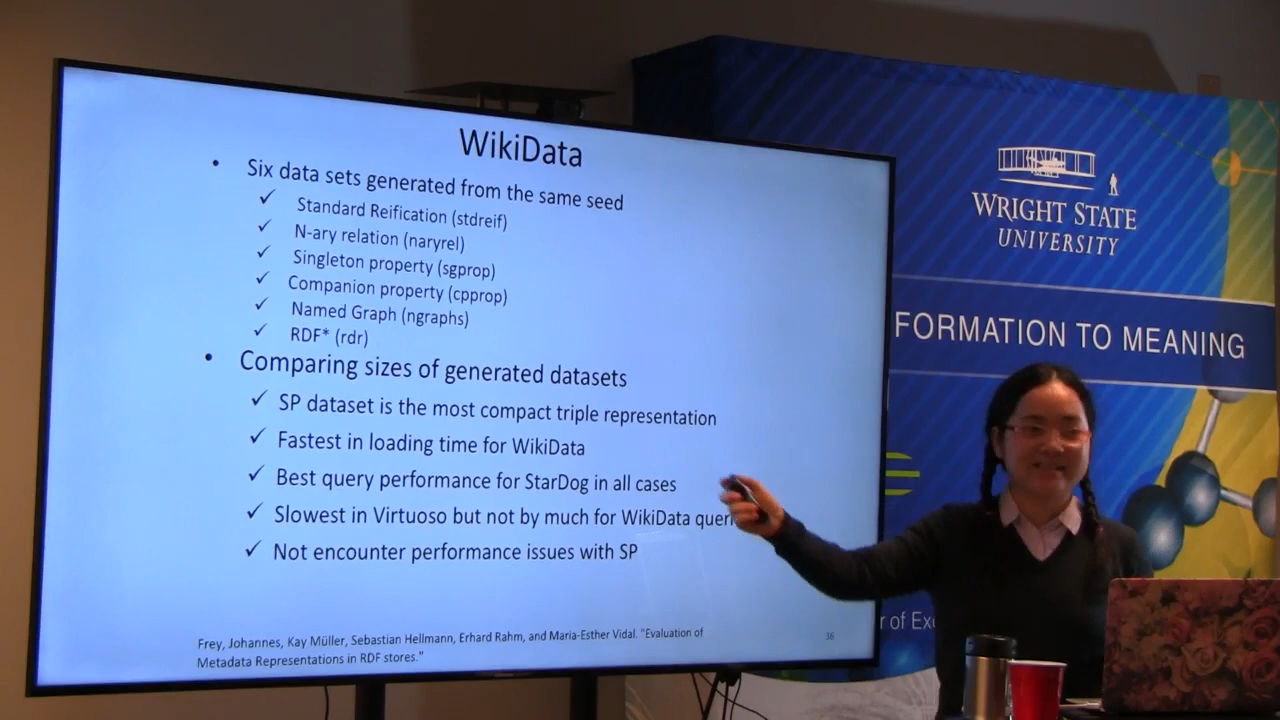 WikiData
• Six data sets generated from the same seed
✓ Standard Reification (stdreif)
✓ N-ary relation (naryrel)
✓ Singleton property (sgprop)
✓ Companion property (cpprop)
✓ Named Graph (ngraphs)
✓ RDF* (rdr)
• Comparing sizes of generated datasets
✓ SP dataset is the most compact triple representation
✓ Fastest in loading time for WikiData
✓ Best query performance for StarDog in all cases
✓ Slowest in Virtuoso but not by much for WikiData quer
✓ Not encounter performance issues with SP
Frey, Johannes, Kay Müller, Sebastian Hellmann, Erhard Rahm, and Maria-Esther Vidal. "Evaluation of
Metadata Representations in RDF stores."
36
WRIGHT STATE
UNIVERSITY
FORMATION TO MEANING
r of Exc